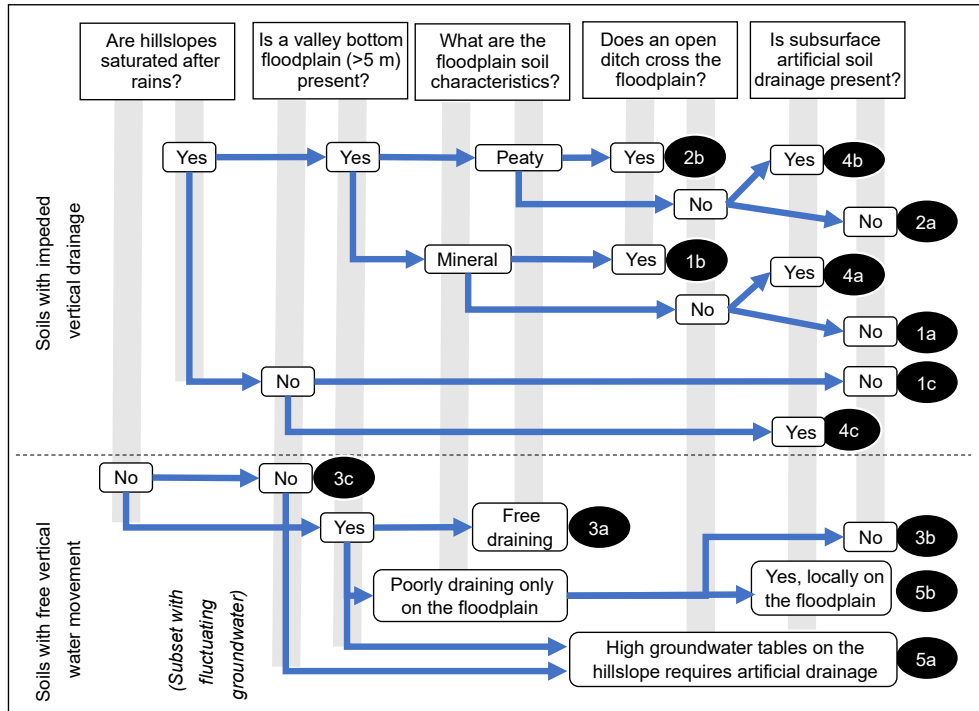 Are hillslopes
saturated after
rains?
Is a valley bottom
floodplain (>5 m)
present?
What are the
floodplain soil
characteristics?
Does an open
ditch cross the
floodplain?
Is subsurface
artificial soil
drainage present?
Soils with impeded
vertical drainage
Yes
Yes
Peaty
Yes
2b
Yes
4b
No
No
2a
Mineral
Yes
1b
Yes
4a
No
No
1a
No
No
1c
Yes
4c
Soils with free vertical
water movement
No
No
3c
Yes
Free
draining
3a
No
3b
(Subset with
fluctuating
groundwater)
Poorly draining only
on the floodplain
Yes, locally on
the floodplain
5b
High groundwater tables on the
hillslope requires artificial drainage
5a